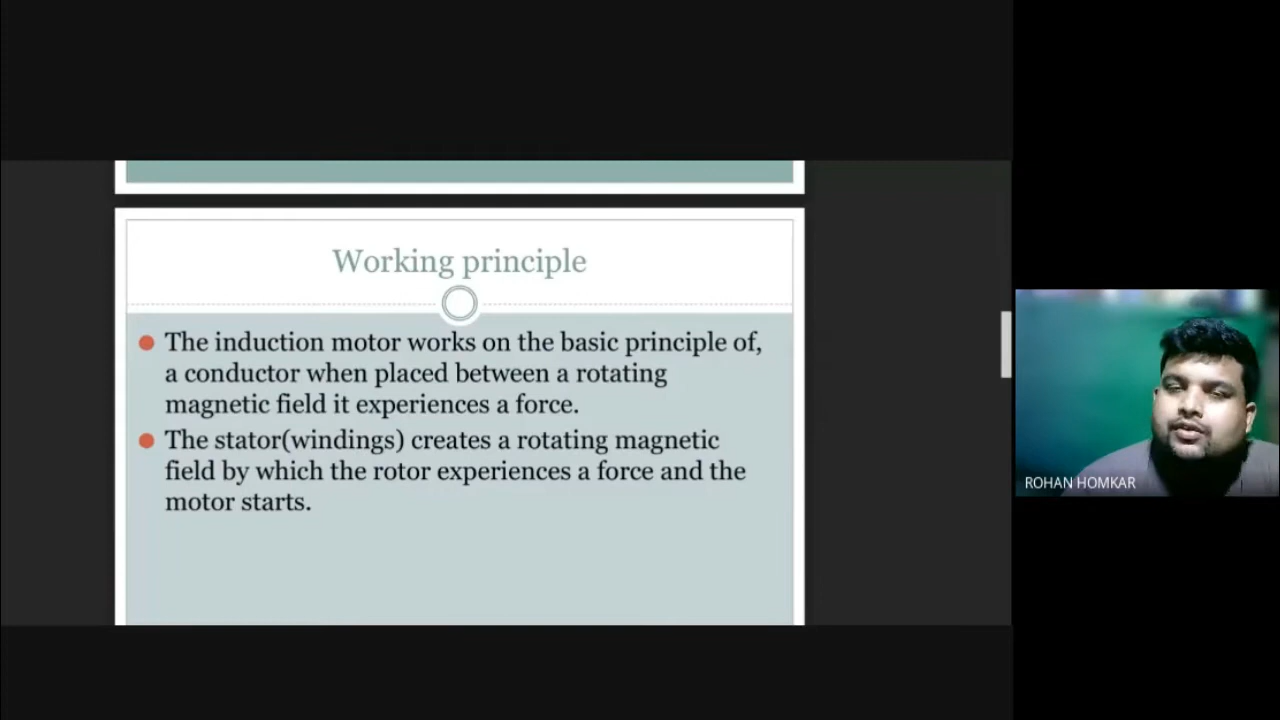 Working principle
The induction motor works on the basic principle of,
a conductor when placed between a rotating
magnetic field it experiences a force.
The stator(windings) creates a rotating magnetic
field by which the rotor experiences a force and the
motor starts.
ROHAN HOMKAR